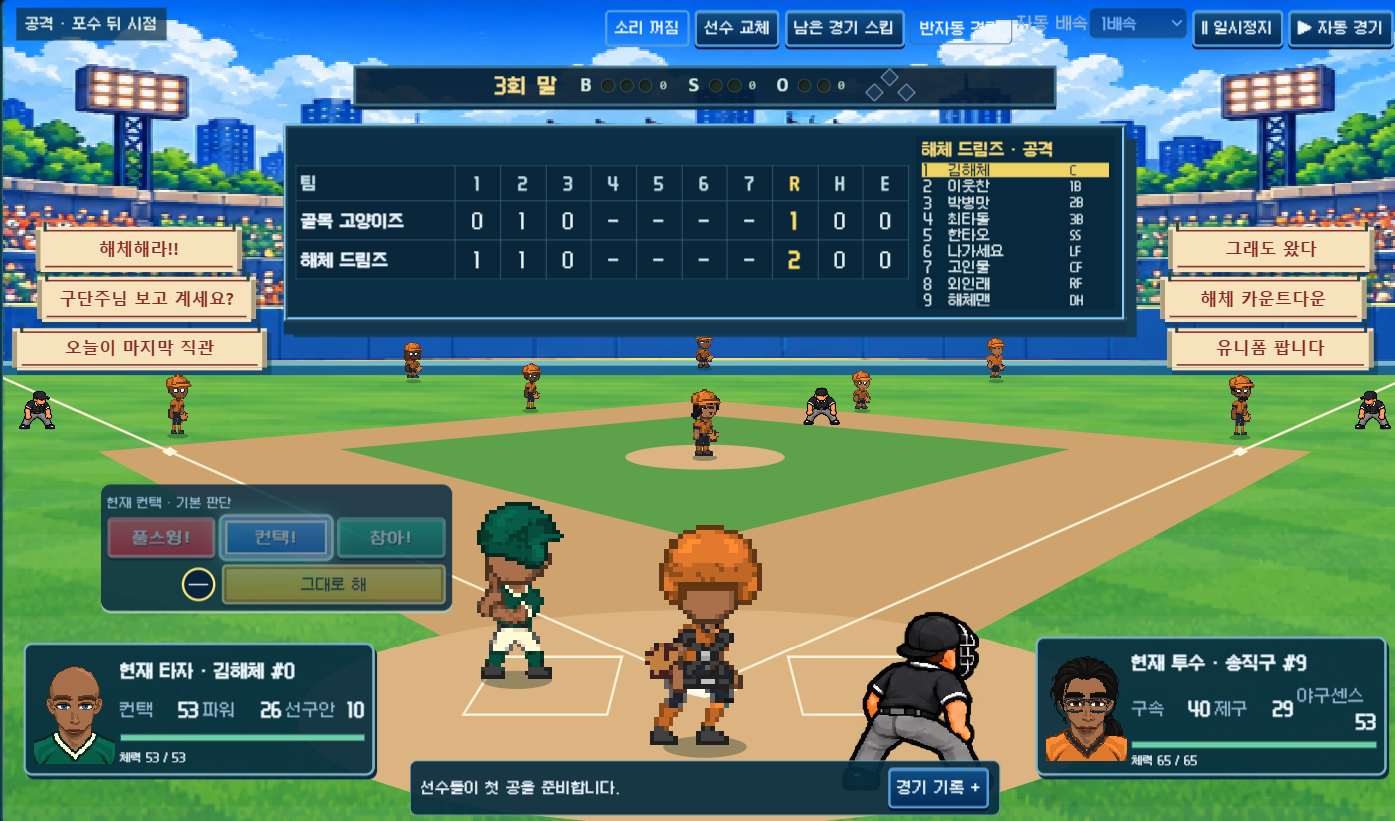 공격 · 포수 뒤 시점
소리 꺼짐
선수 교체
남은 경기 스킵
반자동
자동 배속
1배속
Ⅱ 일시정지
▶ 자동 경기
3회 말 B 0 S 0 O 0
팀 1 2 3 4 5 6 7 R H E
골목 고양이즈 0 1 0 - - - - 1 0 0
해체 드림즈 1 1 0 - - - - 2 0 0
해체 드림즈 · 공격
1 김해체 C
2 이웃찬 1B
3 박병맛 2B
4 최타돌 3B
5 한타오 SS
6 나가세요 LF
7 고인물 CF
8 외인래 RF
9 해체맨 DH
해체해라!!
구단주님 보고 계세요?
오늘이 마지막 직관
그래도 왔다
해체 카운트다운
유니폼 팝니다
현재 컨택 · 기본 판단
풀스윙!
컨택!
참아!
그대로 해
현재 타자 · 김해체 #0
컨택 53 파워 26 선구안 10
체력 53 / 53
현재 투수 · 송직구 #9
구속 40 제구 29 야구센스 53
체력 65 / 65
선수들이 첫 공을 준비합니다.
경기 기록 +